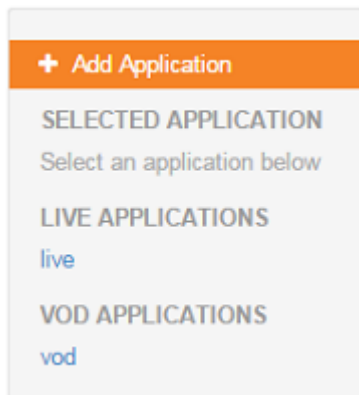 + Add Application
SELECTED APPLICATION
Select an application below
LIVE APPLICATIONS
live
VOD APPLICATIONS
vod